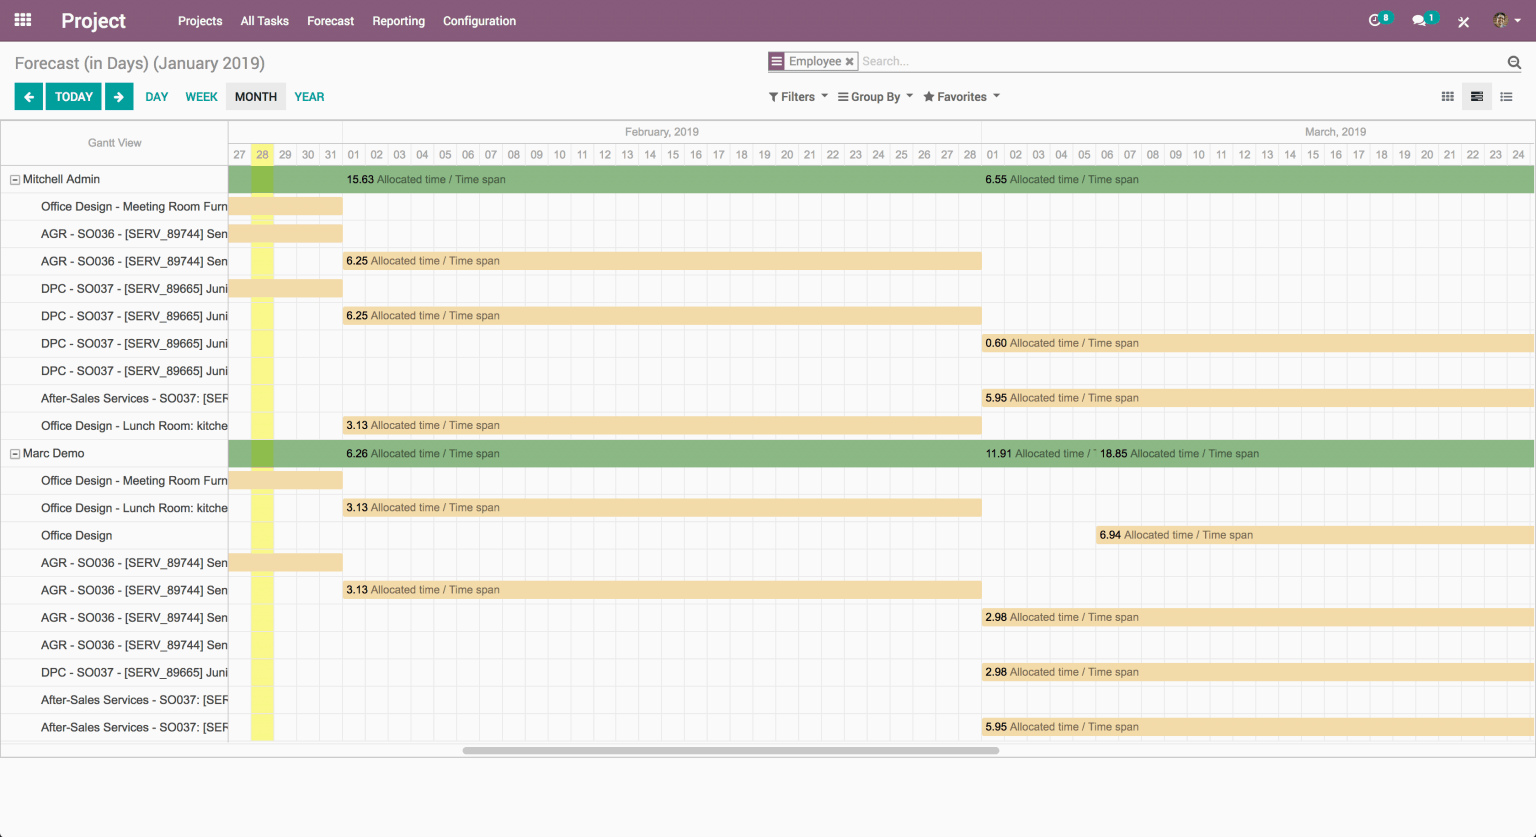 Project Projects All Tasks Forecast Reporting Configuration 8 1
Forecast (in Days) (January 2019) Employee Search...
TODAY DAY WEEK MONTH YEAR Filters Group By Favorites
Gantt View February, 2019 March, 2019
27 28 29 30 31 01 02 03 04 05 06 07 08 09 10 11 12 13 14 15 16 17 18 19 20 21 22 23 24 25 26 27 28 01 02 03 04 05 06 07 08 09 10 11 12 13 14 15 16 17 18 19 20 21 22 23 24
Mitchell Admin 15.63 Allocated time / Time span 6.55 Allocated time / Time span
Office Design - Meeting Room Furn
AGR - SO036 - [SERV_89744] Sen
AGR - SO036 - [SERV_89744] Sen 6.25 Allocated time / Time span
DPC - SO037 - [SERV_89665] Juni
DPC - SO037 - [SERV_89665] Juni 6.25 Allocated time / Time span
DPC - SO037 - [SERV_89665] Juni 0.60 Allocated time / Time span
DPC - SO037 - [SERV_89665] Juni
After-Sales Services - SO037: [SER 5.95 Allocated time / Time span
Office Design - Lunch Room: kitche 3.13 Allocated time / Time span
Marc Demo 6.26 Allocated time / Time span 11.91 Allocated time / 18.85 Allocated time / Time span
Office Design - Meeting Room Furn
Office Design - Lunch Room: kitche 3.13 Allocated time / Time span
Office Design 6.94 Allocated time / Time span
AGR - SO036 - [SERV_89744] Sen
AGR - SO036 - [SERV_89744] Sen 3.13 Allocated time / Time span
AGR - SO036 - [SERV_89744] Sen 2.98 Allocated time / Time span
AGR - SO036 - [SERV_89744] Sen
DPC - SO037 - [SERV_89665] Juni 2.98 Allocated time / Time span
After-Sales Services - SO037: [SER
After-Sales Services - SO037: [SER 5.95 Allocated time / Time span